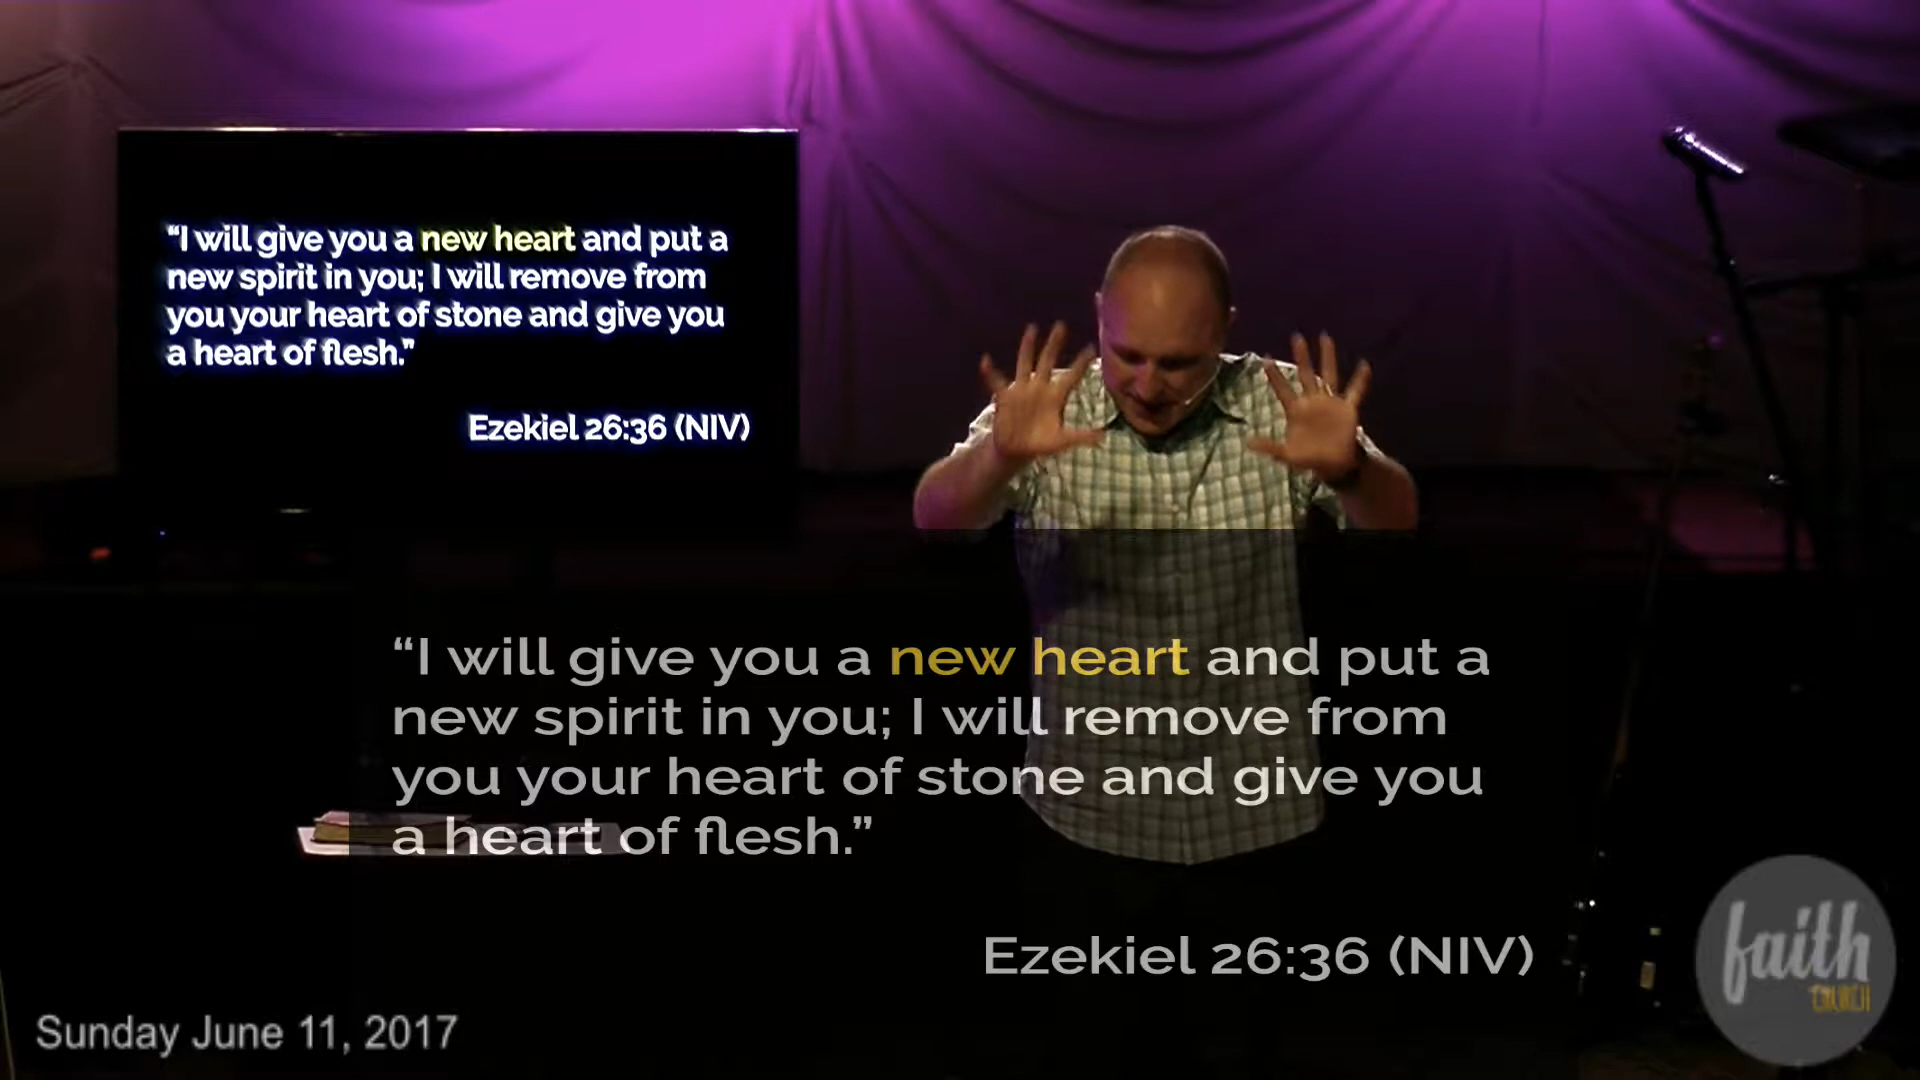 “I will give you a new heart and put a
new spirit in you; I will remove from
you your heart of stone and give you
a heart of flesh.”
Ezekiel 26:36 (NIV)
“I will give you a new heart and put a
new spirit in you; I will remove from
you your heart of stone and give you
a heart of flesh.”
Ezekiel 26:36 (NIV)
Sunday June 11, 2017
faith
CHURCH